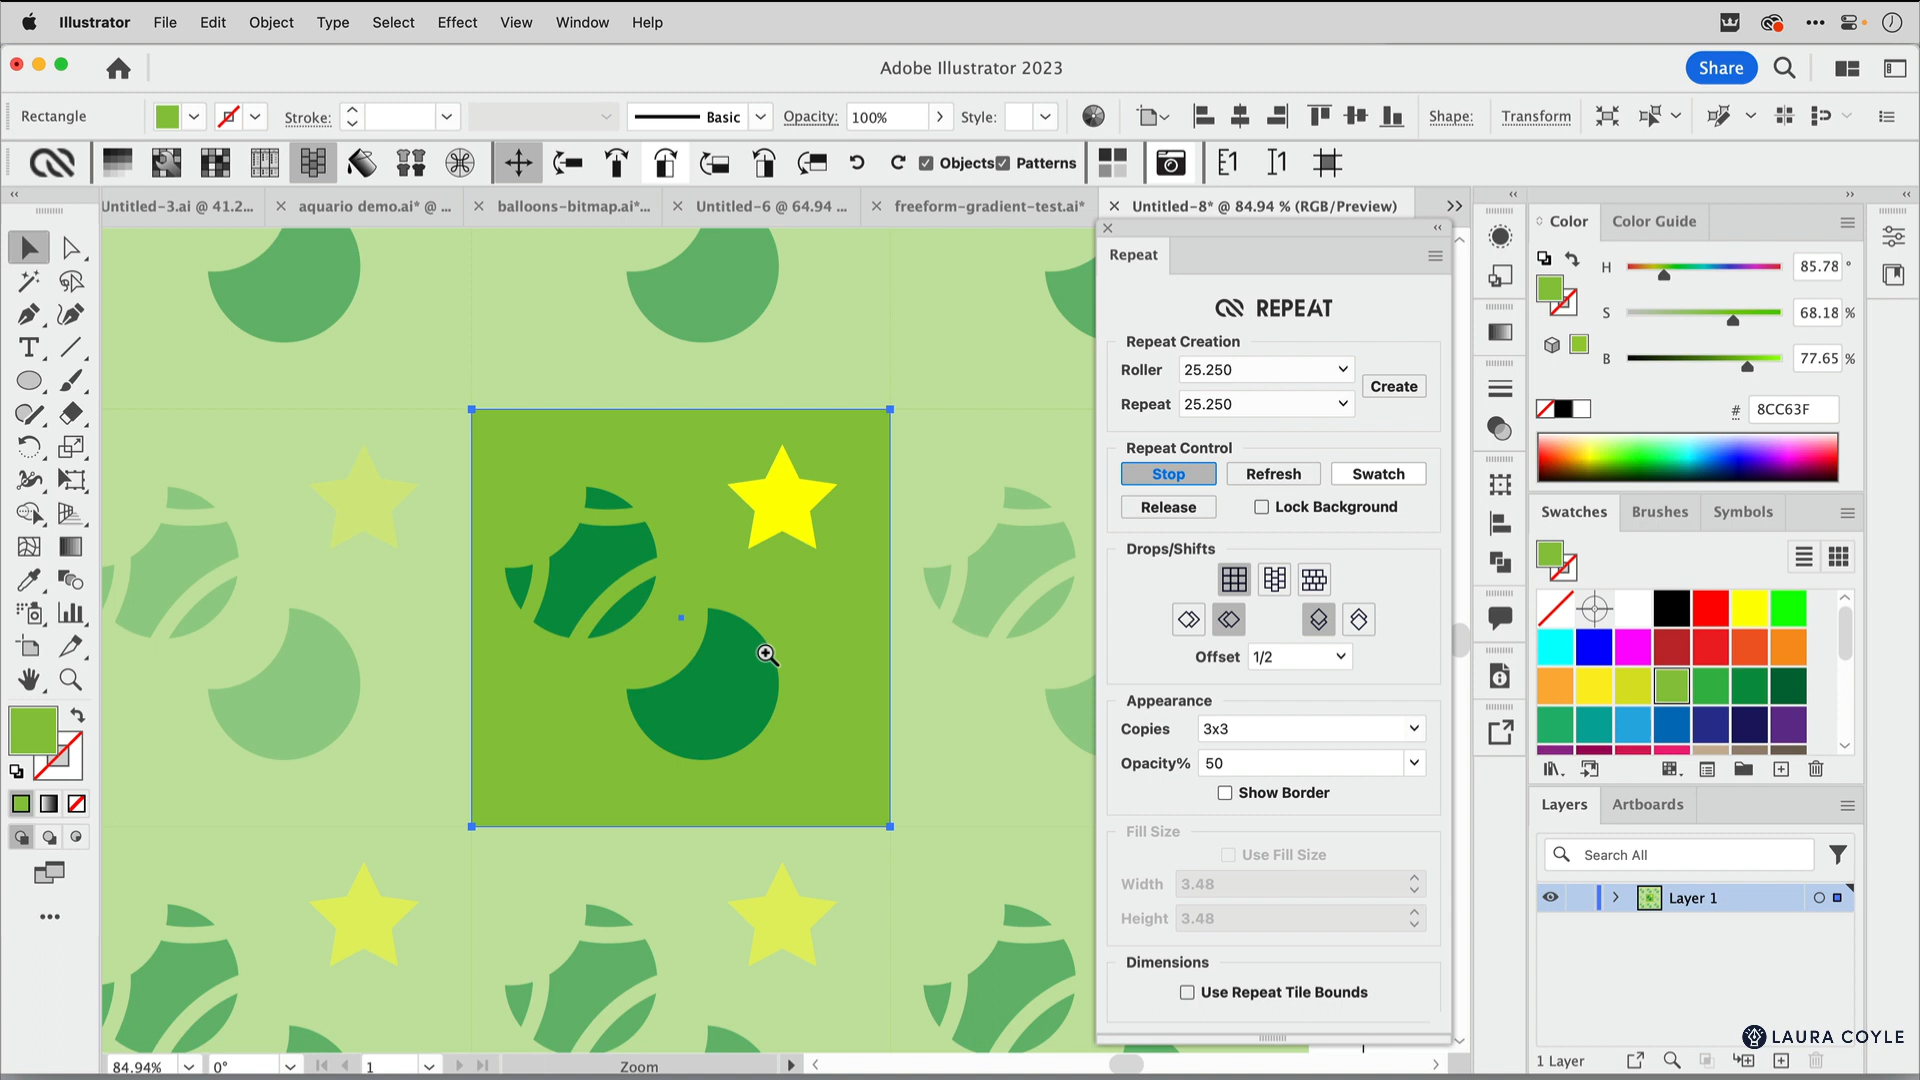 Illustrator File Edit Object Type Select Effect View Window Help
Adobe Illustrator 2023
Share
Rectangle Stroke: Basic Opacity: 100% Style: Shape: Transform
Objects Patterns
Untitled-3.ai @ 41.2... aquario demo.ai* @ ... balloons-bitmap.ai*... Untitled-6 @ 64.94 ... freeform-gradient-test.ai* Untitled-8* @ 84.94 % (RGB/Preview)
Repeat
REPEAT
Repeat Creation
Roller 25.250
Create
Repeat 25.250
Repeat Control
Stop Refresh Swatch
Release Lock Background
Drops/Shifts
Offset 1/2
Appearance
Copies 3x3
Opacity% 50
Show Border
Fill Size
Use Fill Size
Width 3.48
Height 3.48
Dimensions
Use Repeat Tile Bounds
Color Color Guide
H 85.78 °
S 68.18 %
B 77.65 %
# 8CC63F
Swatches Brushes Symbols
Layers Artboards
Search All
Layer 1
1 Layer
LAURA COYLE
84.94% 0° 1 Zoom